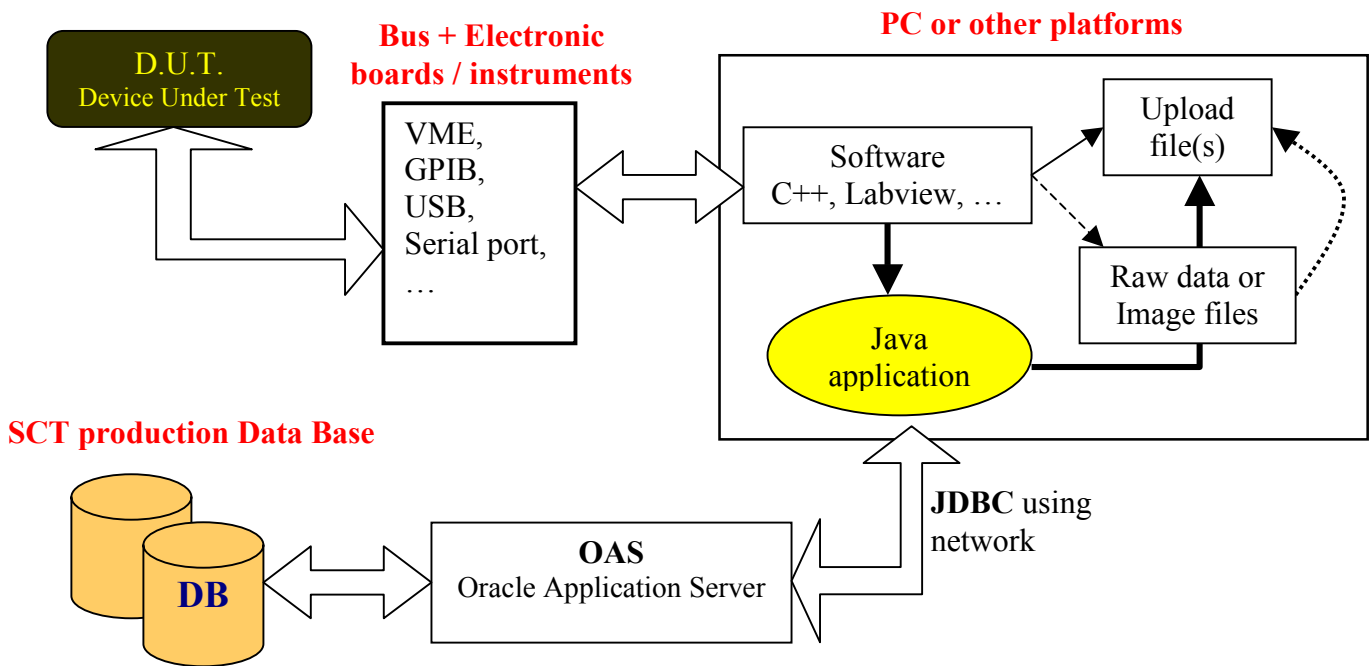 D.U.T.
Device Under Test
Bus + Electronic
boards / instruments
VME,
GPIB,
USB,
Serial port,
…
PC or other platforms
Software
C++, Labview, …
Upload
file(s)
Raw data or
Image files
Java
application
SCT production Data Base
DB
OAS
Oracle Application Server
JDBC using
network